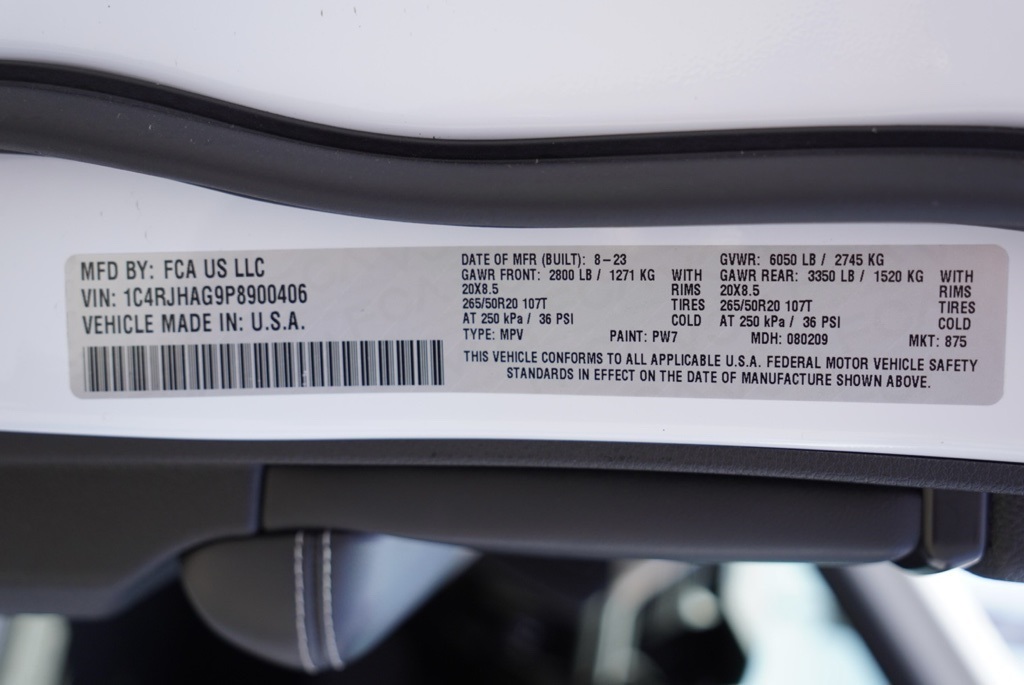 MFD BY: FCA US LLC
VIN: 1C4RJHAG9P8900406
VEHICLE MADE IN: U.S.A.
DATE OF MFR (BUILT): 8-23 GVWR: 6050 LB / 2745 KG
GAWR FRONT: 2800 LB / 1271 KG WITH GAWR REAR: 3350 LB / 1520 KG WITH
20X8.5 RIMS 20X8.5 RIMS
265/50R20 107T TIRES 265/50R20 107T TIRES
AT 250 kPa / 36 PSI COLD AT 250 kPa / 36 PSI COLD
TYPE: MPV PAINT: PW7 MDH: 080209 MKT: 875
THIS VEHICLE CONFORMS TO ALL APPLICABLE U.S.A. FEDERAL MOTOR VEHICLE SAFETY
STANDARDS IN EFFECT ON THE DATE OF MANUFACTURE SHOWN ABOVE.